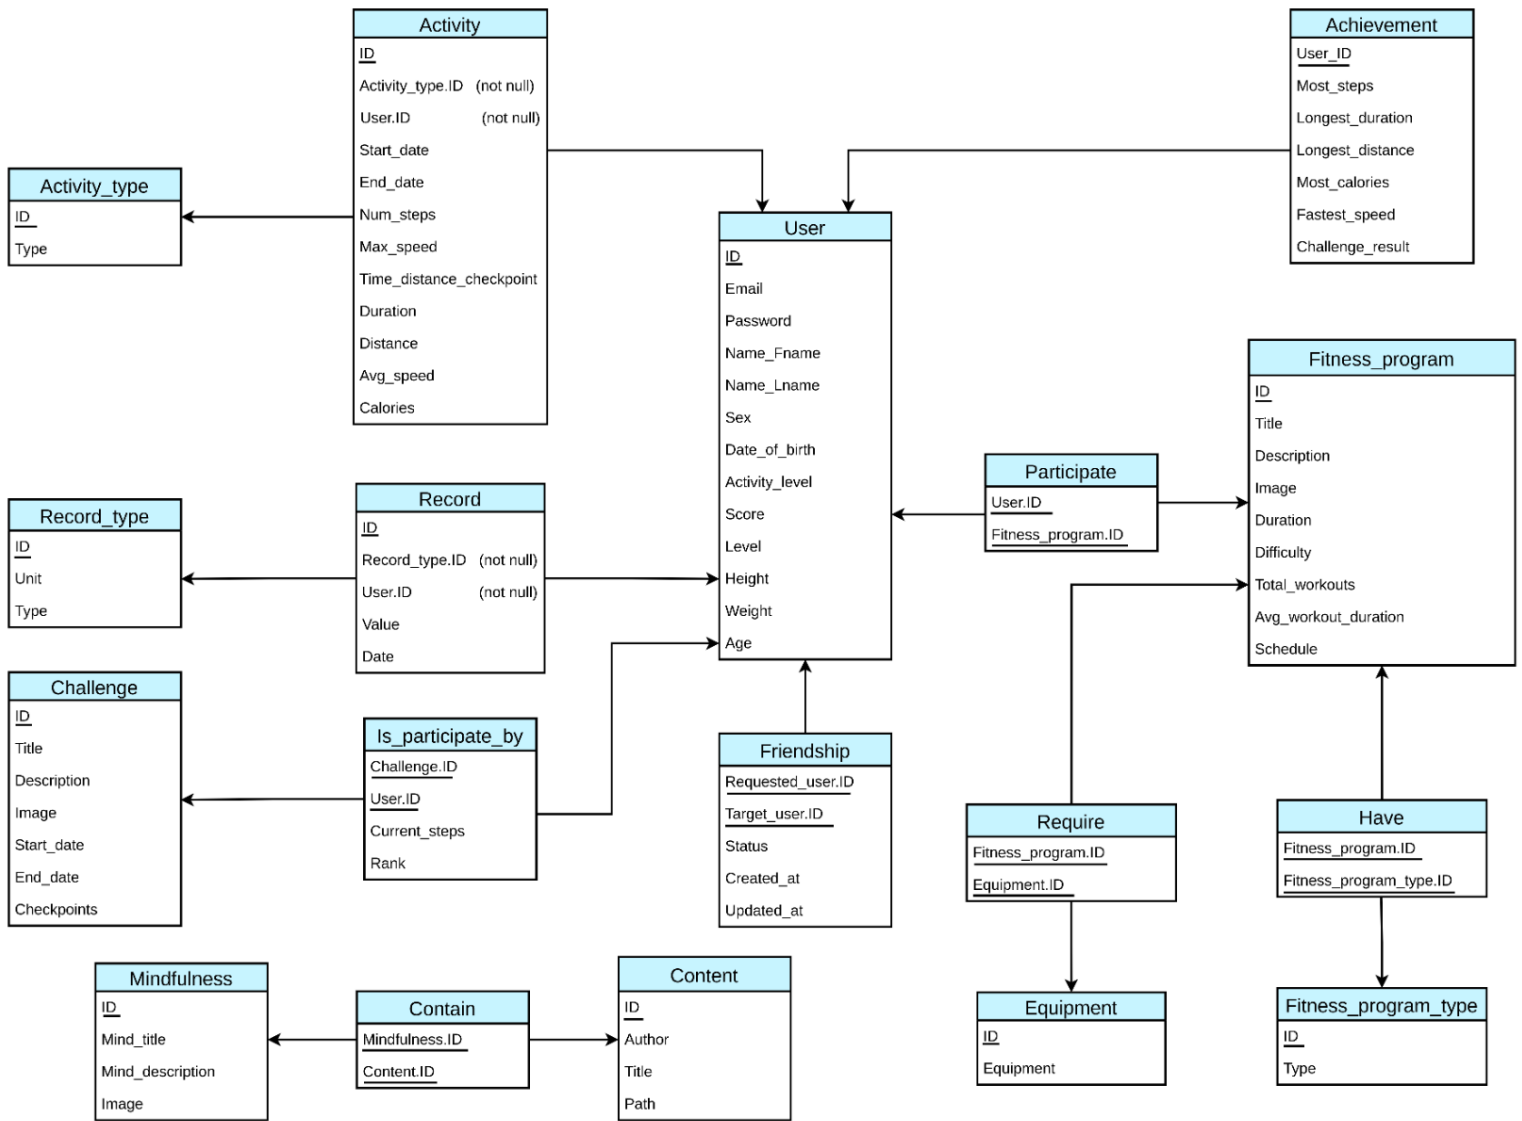 Activity
ID
Activity_type.ID (not null)
User.ID (not null)
Start_date
End_date
Num_steps
Max_speed
Time_distance_checkpoint
Duration
Distance
Avg_speed
Calories
Achievement
User_ID
Most_steps
Longest_duration
Longest_distance
Most_calories
Fastest_speed
Challenge_result
Activity_type
ID
Type
User
ID
Email
Password
Name_Fname
Name_Lname
Sex
Date_of_birth
Activity_level
Score
Level
Height
Weight
Age
Fitness_program
ID
Title
Description
Image
Duration
Difficulty
Total_workouts
Avg_workout_duration
Schedule
Participate
User.ID
Fitness_program.ID
Record_type
ID
Unit
Type
Record
ID
Record_type.ID (not null)
User.ID (not null)
Value
Date
Challenge
ID
Title
Description
Image
Start_date
End_date
Checkpoints
Is_participate_by
Challenge.ID
User.ID
Current_steps
Rank
Friendship
Requested_user.ID
Target_user.ID
Status
Created_at
Updated_at
Require
Fitness_program.ID
Equipment.ID
Have
Fitness_program.ID
Fitness_program_type.ID
Mindfulness
ID
Mind_title
Mind_description
Image
Contain
Mindfulness.ID
Content.ID
Content
ID
Author
Title
Path
Equipment
ID
Equipment
Fitness_program_type
ID
Type